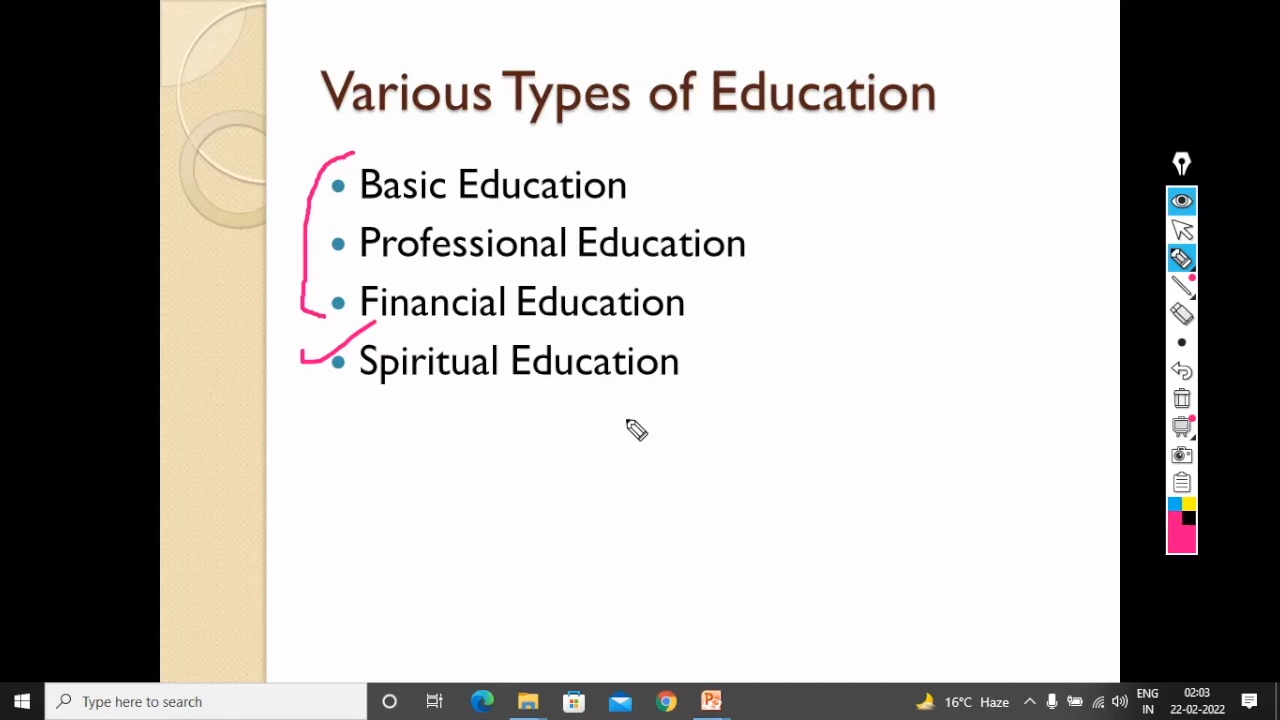 Various Types of Education
Basic Education
Professional Education
Financial Education
Spiritual Education
Type here to search
16°C Haze
ENG
IN
02:03
22-02-2022